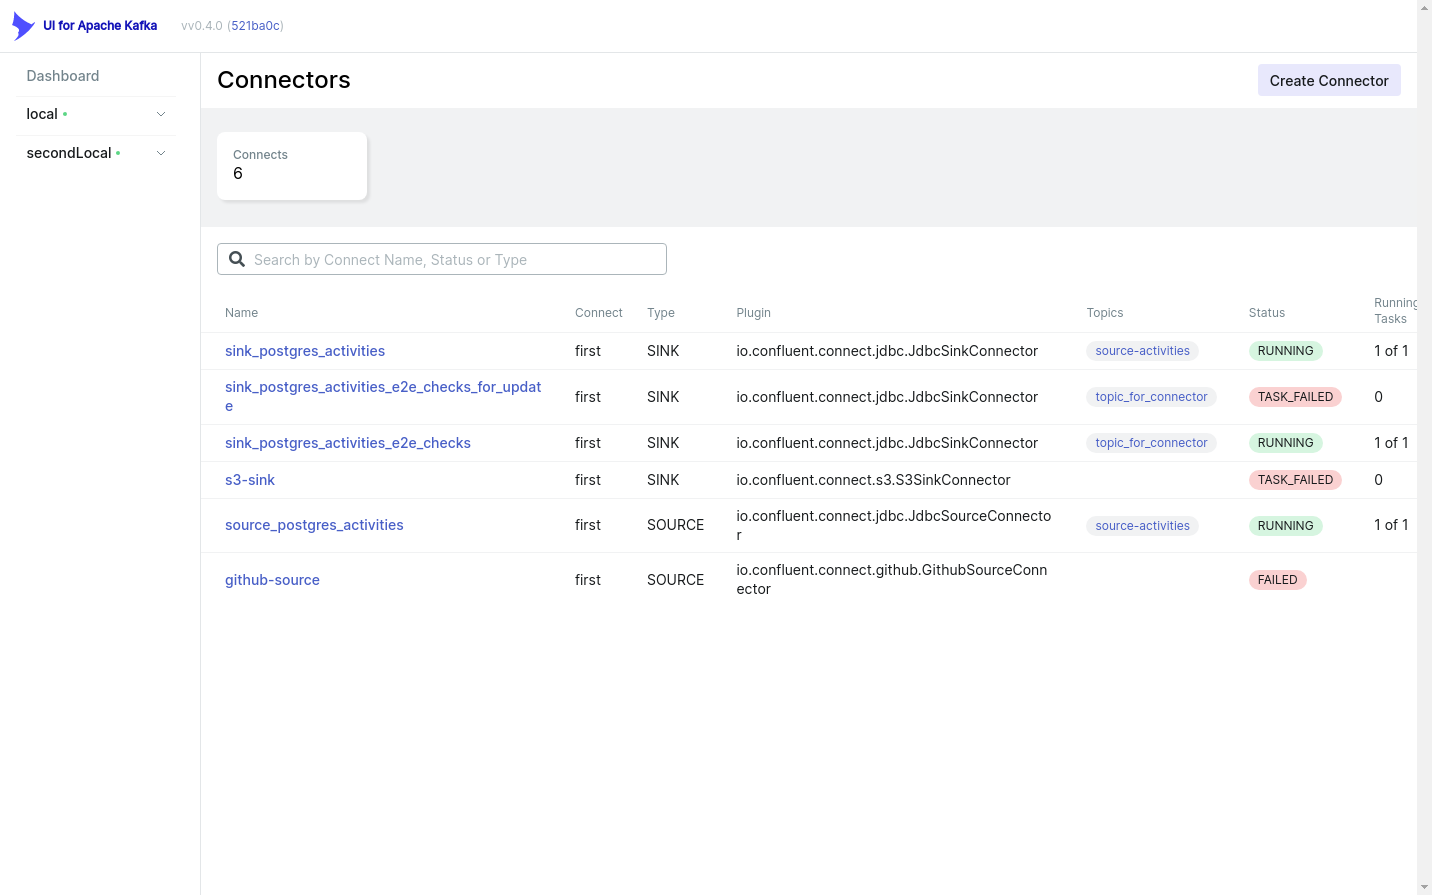 UI for Apache Kafka vv0.4.0 (521ba0c)
Dashboard
local
secondLocal
Connectors
Create Connector
Connects
6
Search by Connect Name, Status or Type
Name Connect Type Plugin Topics Status Running
Tasks
sink_postgres_activities first SINK io.confluent.connect.jdbc.JdbcSinkConnector source-activities RUNNING 1 of 1
sink_postgres_activities_e2e_checks_for_updat
e first SINK io.confluent.connect.jdbc.JdbcSinkConnector topic_for_connector TASK_FAILED 0
sink_postgres_activities_e2e_checks first SINK io.confluent.connect.jdbc.JdbcSinkConnector topic_for_connector RUNNING 1 of 1
s3-sink first SINK io.confluent.connect.s3.S3SinkConnector TASK_FAILED 0
source_postgres_activities first SOURCE io.confluent.connect.jdbc.JdbcSourceConnecto
r source-activities RUNNING 1 of 1
github-source first SOURCE io.confluent.connect.github.GithubSourceConn
ector FAILED